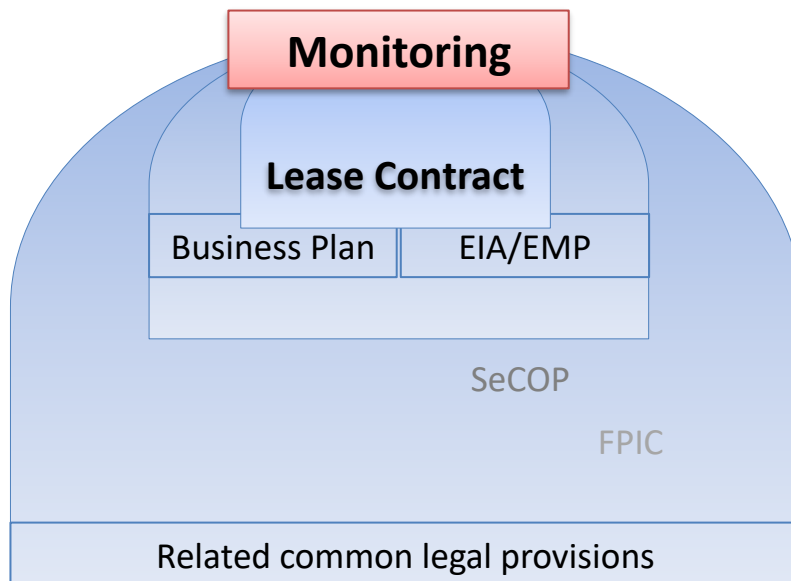 Monitoring
Lease Contract
Business Plan
EIA/EMP
SeCOP
FPIC
Related common legal provisions